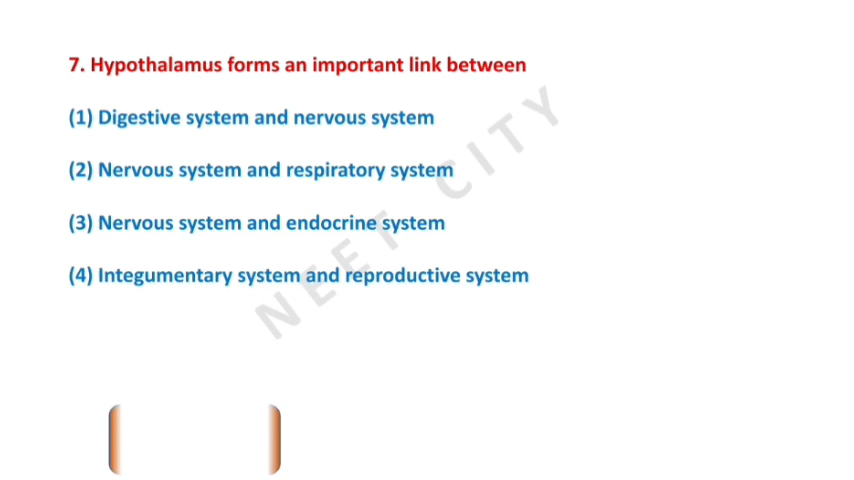 7. Hypothalamus forms an important link between
(1) Digestive system and nervous system
(2) Nervous system and respiratory system
(3) Nervous system and endocrine system
(4) Integumentary system and reproductive system
NEET CITY